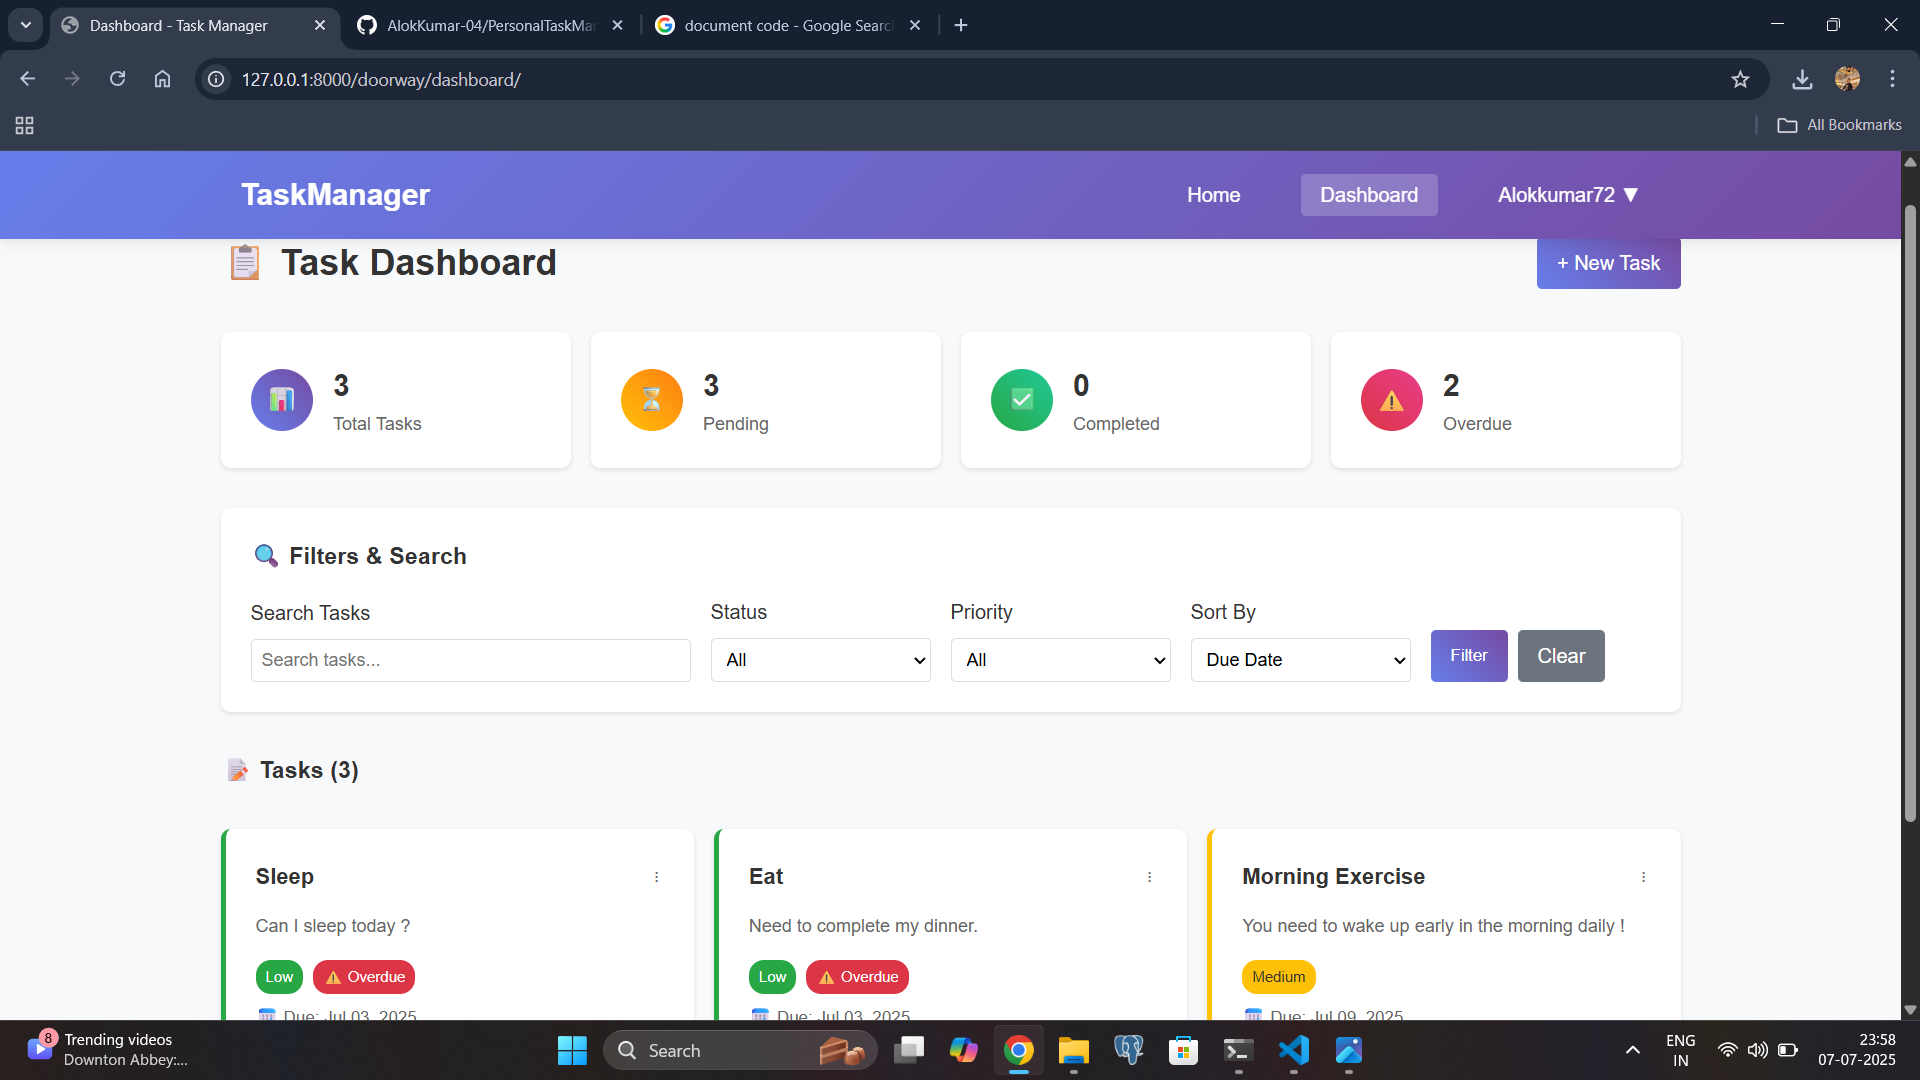 Dashboard - Task Manager
AlokKumar-04/PersonalTaskMa
document code - Google Searc
127.0.0.1:8000/doorway/dashboard/
All Bookmarks
TaskManager
Home
Dashboard
Alokkumar72 ▼
Task Dashboard
+ New Task
3
Total Tasks
3
Pending
0
Completed
2
Overdue
Filters & Search
Search Tasks
Status
Priority
Sort By
Search tasks...
All
All
Due Date
Filter
Clear
Tasks (3)
Sleep
Can I sleep today ?
Low
Overdue
Due: Jul 03, 2025
Eat
Need to complete my dinner.
Low
Overdue
Due: Jul 03, 2025
Morning Exercise
You need to wake up early in the morning daily !
Medium
Due: Jul 09, 2025
8
Trending videos
Downton Abbey:...
Search
ENG
IN
23:58
07-07-2025